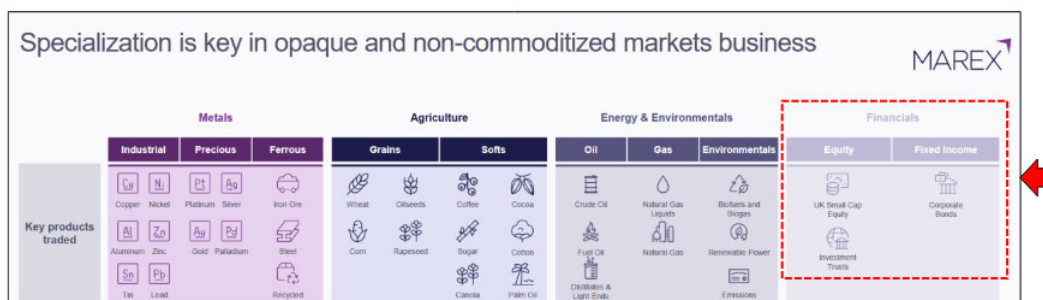 Specialization is key in opaque and non-commoditized markets business
MAREX
Metals Agriculture Energy & Environmentals Financials
Industrial Precious Ferrous Grains Softs Oil Gas Environmentals Equity Fixed Income
Key products
traded
Cu Ni Pt Ag
Copper Nickel Platinum Silver Iron Ore Wheat Oilseeds Coffee Cocoa Crude Oil Natural Gas
Liquids Biofuels and
Biogas UK Small Cap
Equity Corporate
Bonds
Al Zn Au Pd
Aluminum Zinc Gold Palladium Steel Corn Rapeseed Sugar Cotton Fuel Oil Natural Gas Renewable Power Investment
Trusts
Sn Pb
Tin Lead Recycled Canola Palm Oil Distillates &
Light Ends Emissions